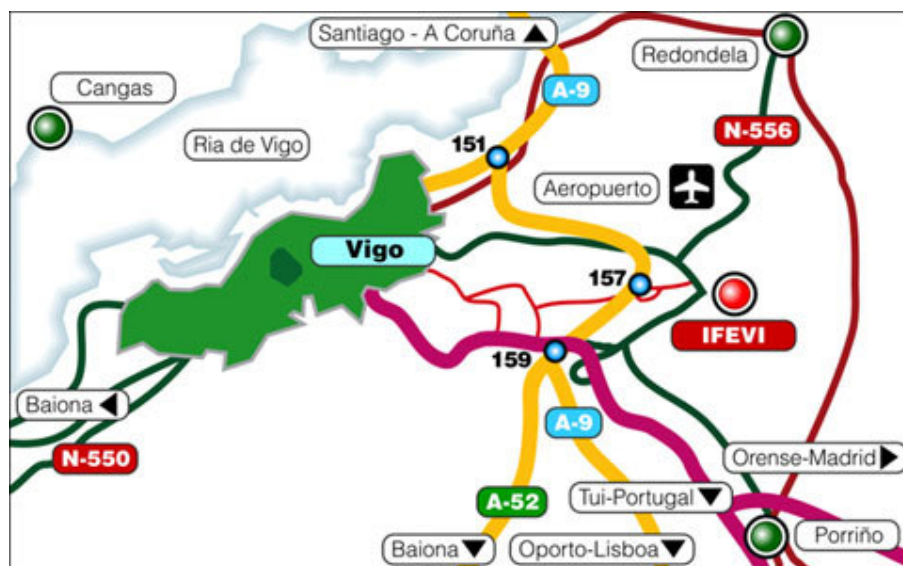 Santiago - A Coruña
Redondela
Cangas
A-9
N-556
151
Ria de Vigo
Aeropuerto
Vigo
157
IFEVI
159
Baiona
A-9
N-550
Orense-Madrid
A-52
Tui-Portugal
Baiona
Oporto-Lisboa
Porriño